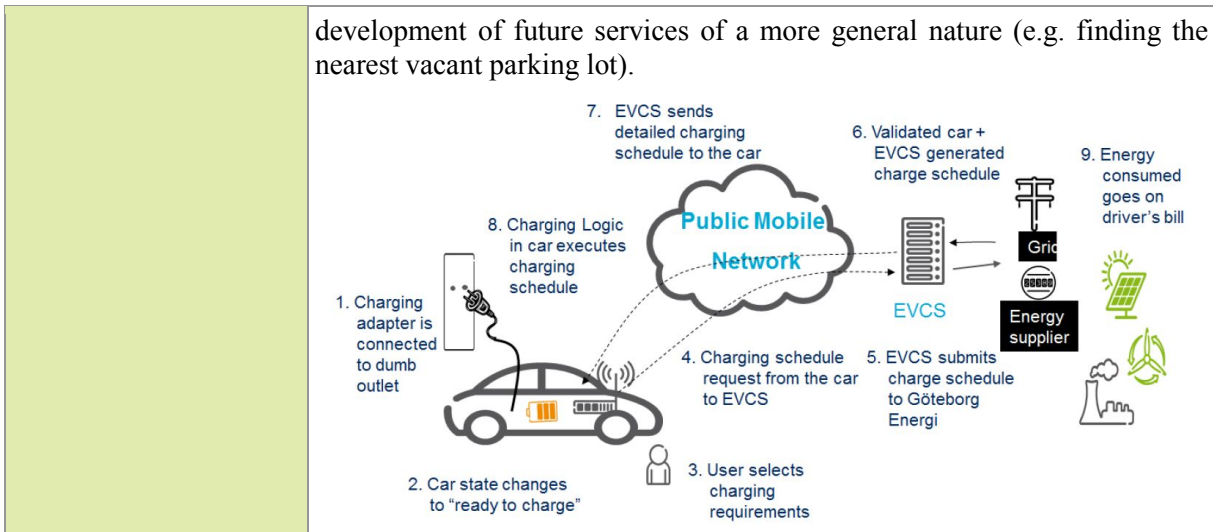 development of future services of a more general nature (e.g. finding the
nearest vacant parking lot).
7. EVCS sends
detailed charging
schedule to the car
6. Validated car +
EVCS generated
charge schedule
9. Energy
consumed
goes on
driver's bill
8. Charging Logic
in car executes
charging
schedule
Public Mobile
Network
Grid
1. Charging
adapter is
connected
to dumb
outlet
EVCS
Energy
supplier
4. Charging schedule
request from the car
to EVCS
5. EVCS submits
charge schedule
to Göteborg
Energi
2. Car state changes
to “ready to charge”
3. User selects
charging
requirements